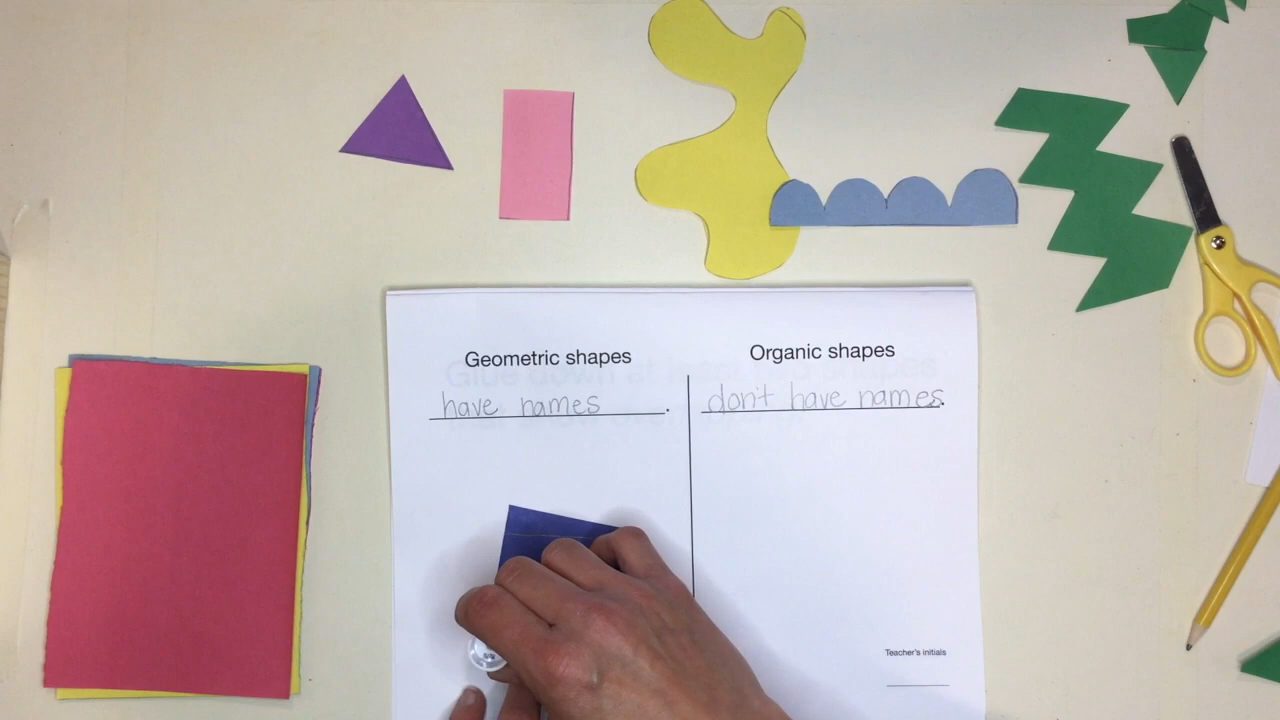 Geometric shapes
have names.
Organic shapes
don't have names.
Teacher's initials